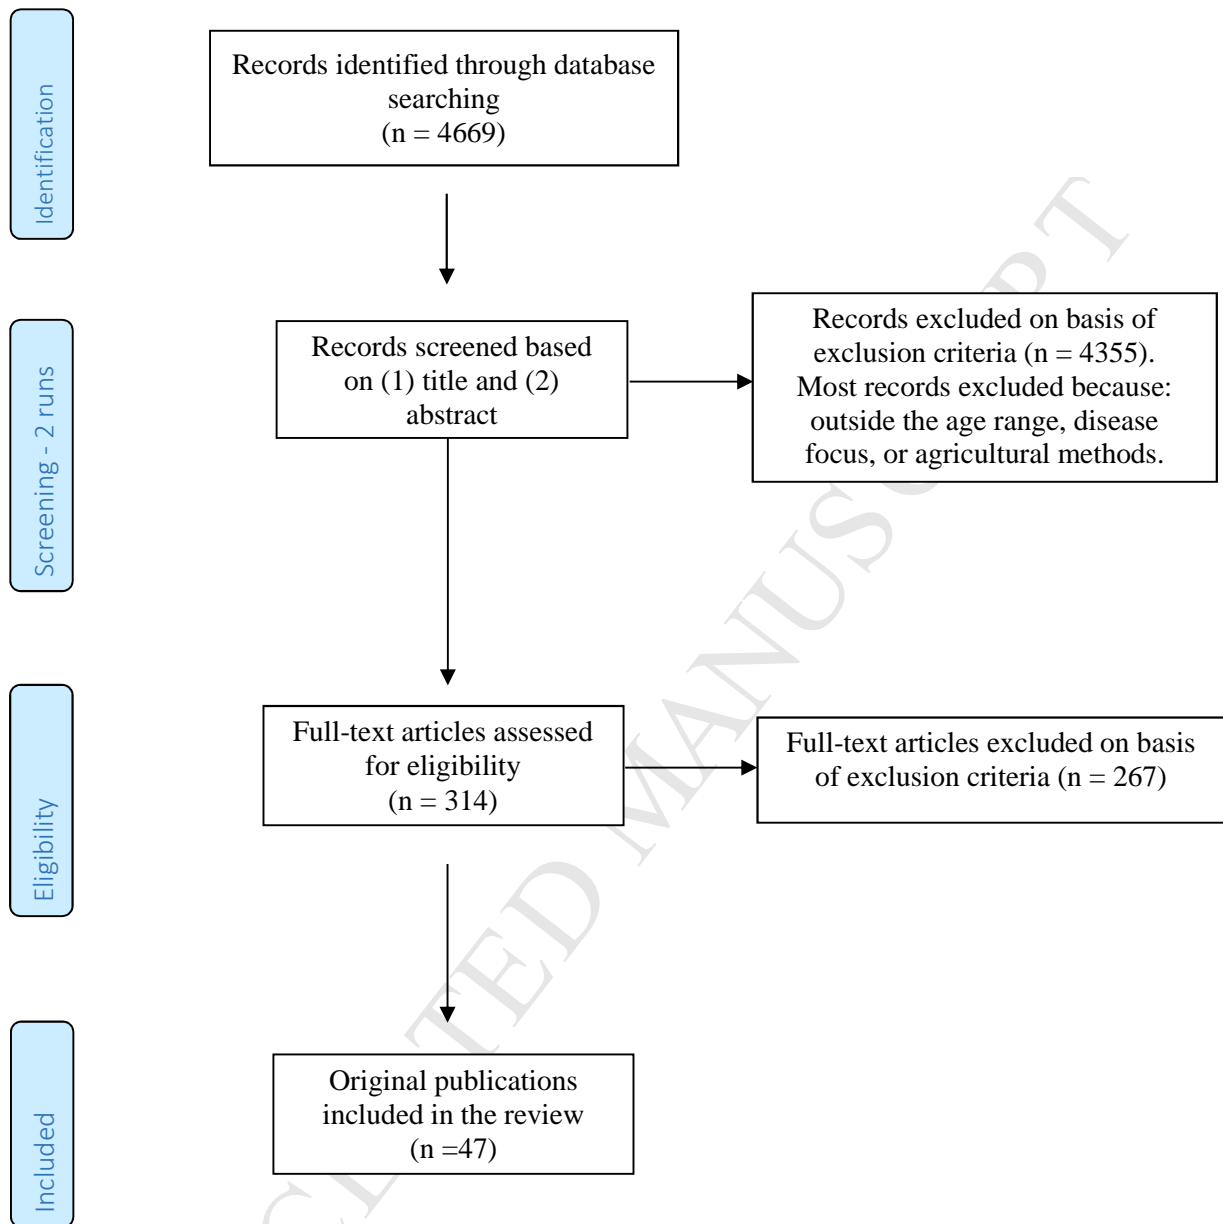 Identification
Records identified through database
searching
(n = 4669)
Screening - 2 runs
Records screened based
on (1) title and (2)
abstract
Records excluded on basis of
exclusion criteria (n = 4355).
Most records excluded because:
outside the age range, disease
focus, or agricultural methods.
Eligibility
Full-text articles assessed
for eligibility
(n = 314)
Full-text articles excluded on basis
of exclusion criteria (n = 267)
Included
Original publications
included in the review
(n =47)
CTED MANUSCRIPT